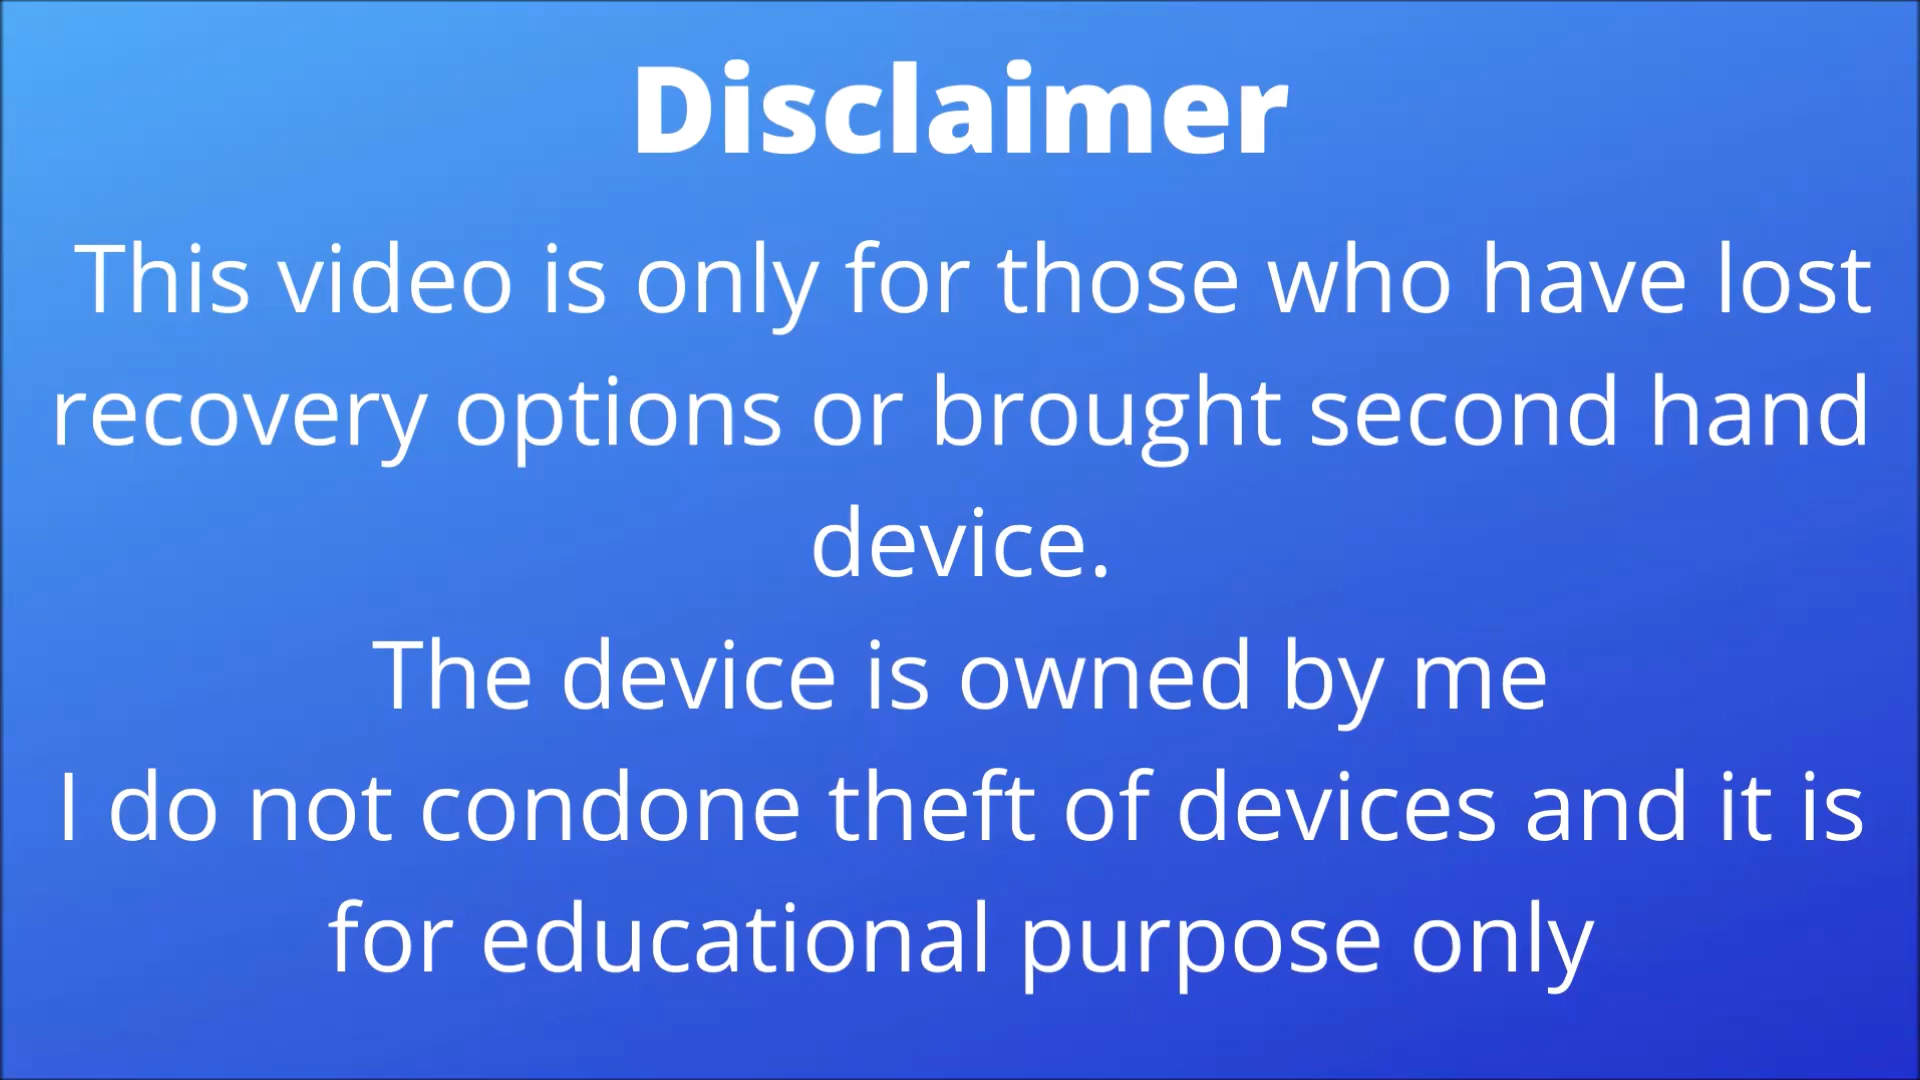 Disclaimer
This video is only for those who have lost
recovery options or brought second hand
device.
The device is owned by me
I do not condone theft of devices and it is
for educational purpose only